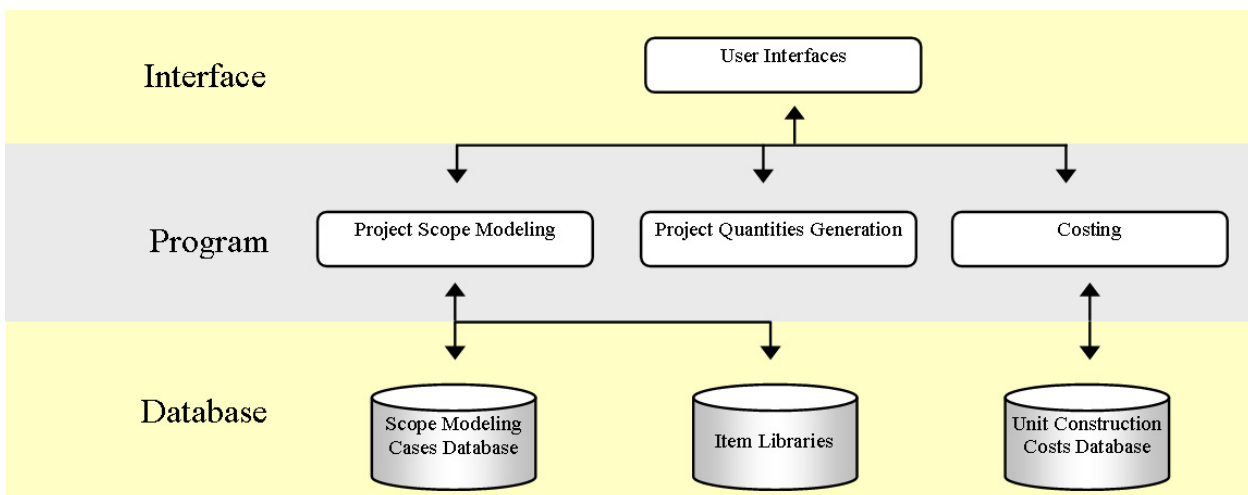 Interface
User Interfaces
Program
Project Scope Modeling
Project Quantities Generation
Costing
Database
Scope Modeling
Cases Database
Item Libraries
Unit Construction
Costs Database